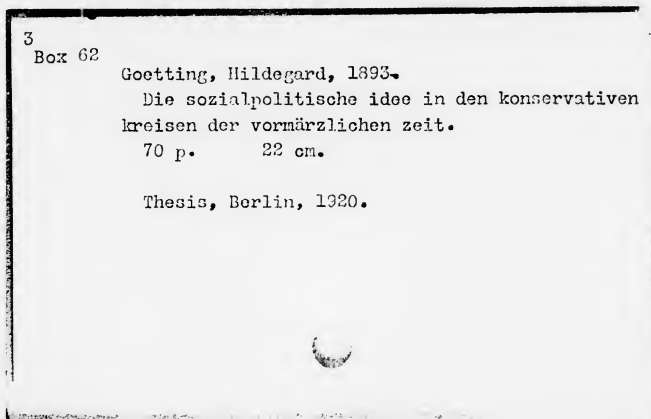 3
Box 62
Goetting, Hildegard, 1893-
Die sozialpolitische idee in den konservativen
kreisen der vormärzlichen zeit.
70 p. 22 cm.
Thesis, Berlin, 1920.